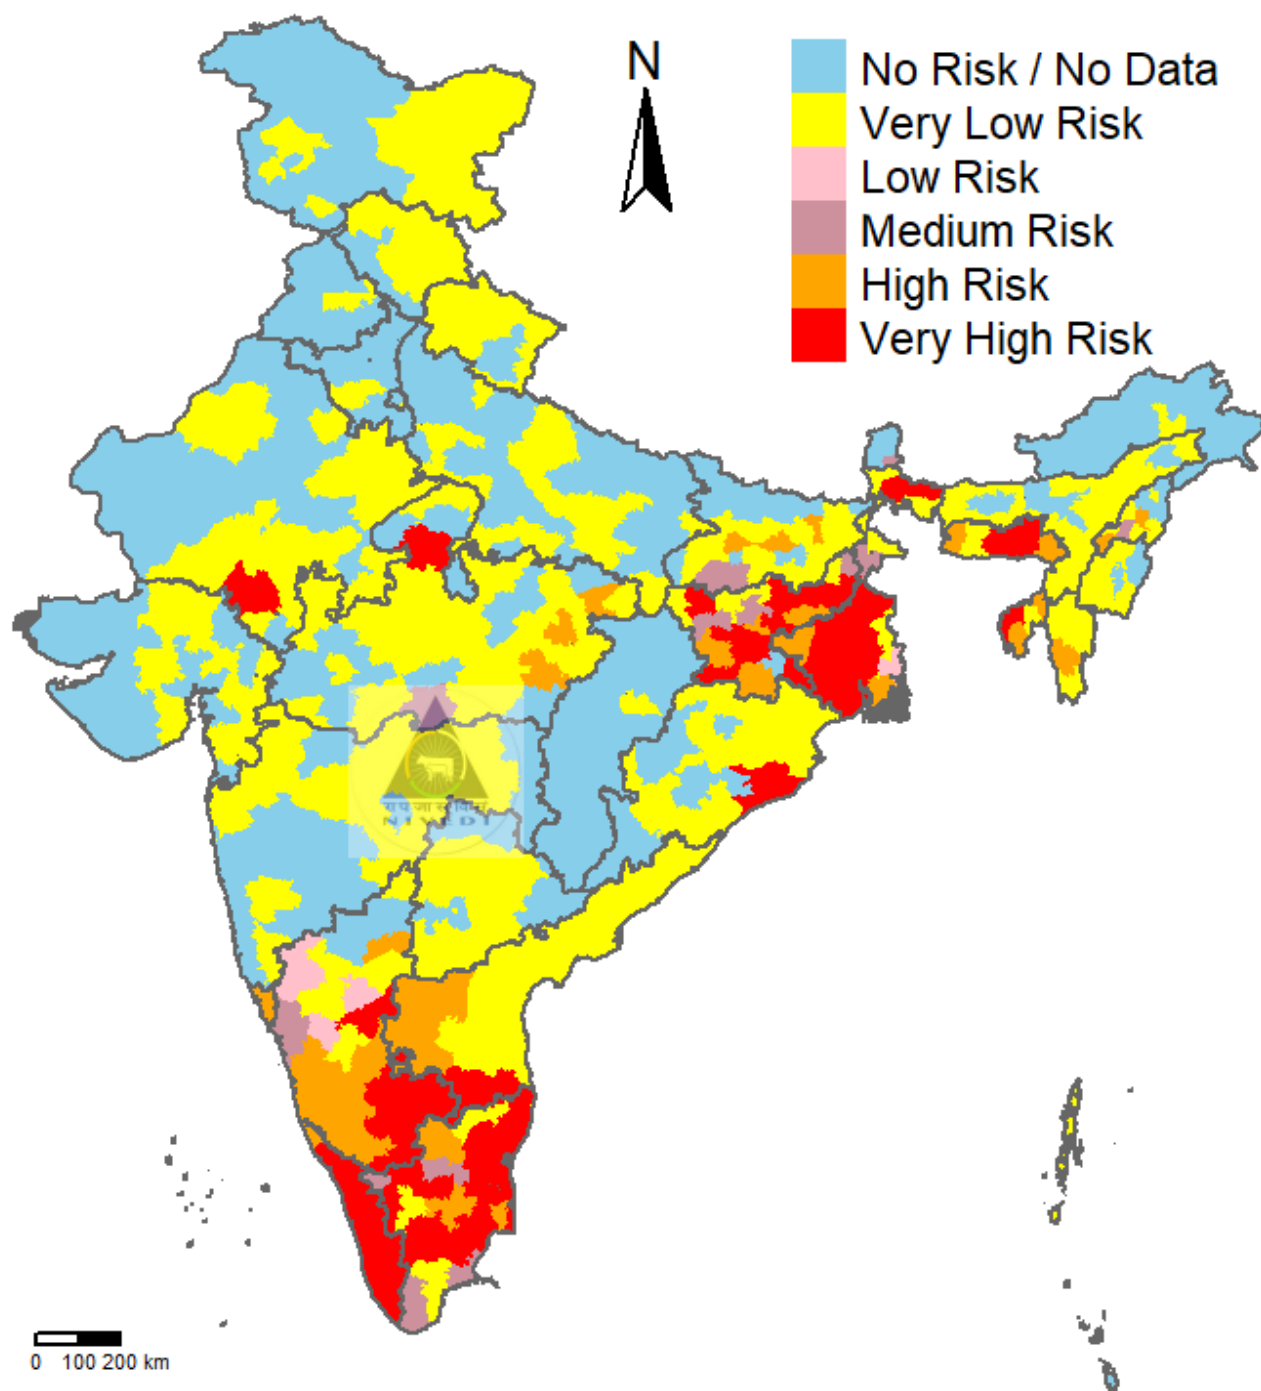 N
No Risk / No Data
Very Low Risk
Low Risk
Medium Risk
High Risk
Very High Risk
NIVEDI
0 100 200 km